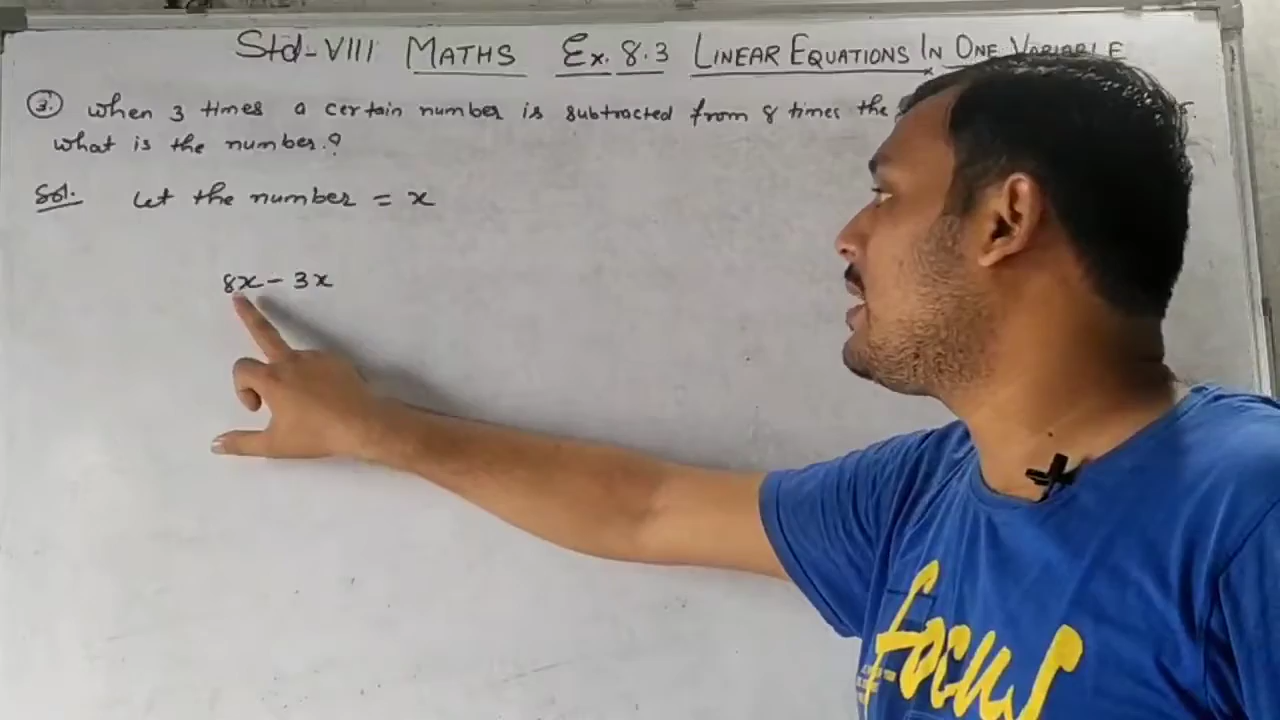 Std-VIII MATHS Ex. 8.3 LINEAR EQUATIONS IN ONE VARIABLE
③ when 3 times a certain number is subtracted from 8 times the
what is the number.?
Sol. Let the number = x
8x - 3x
focus